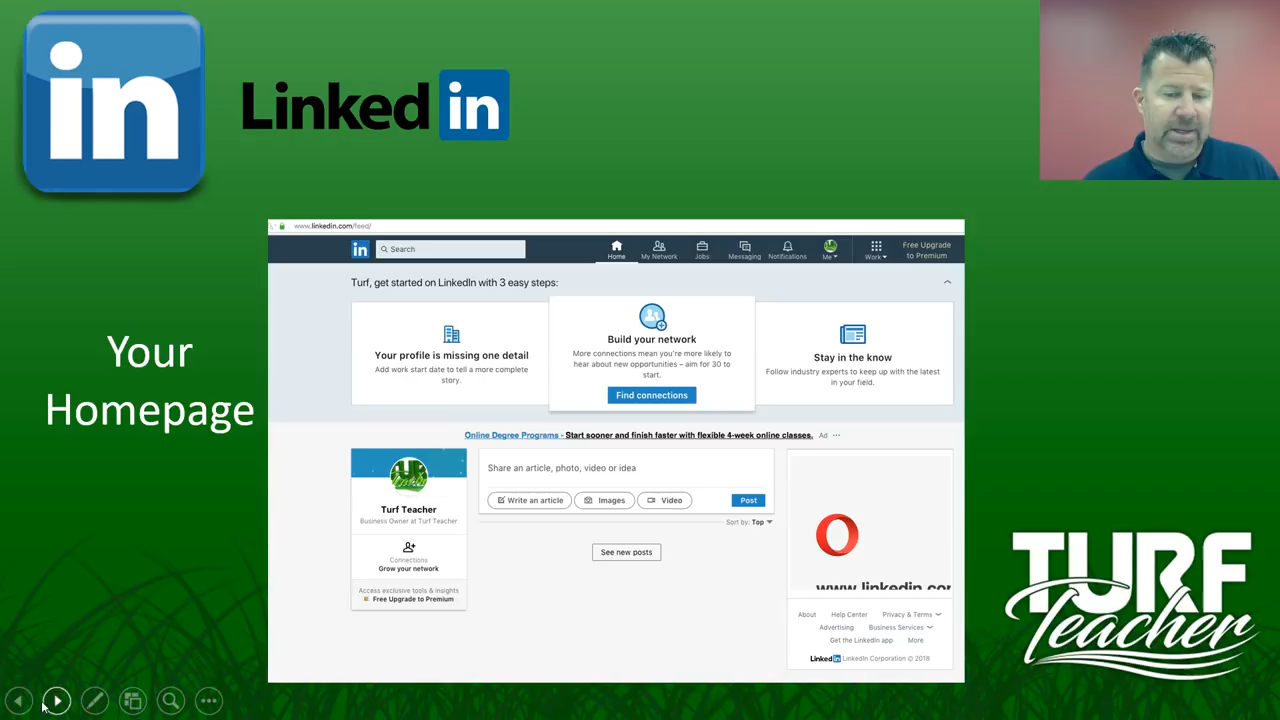 in
Linked in
Your
Homepage
www.linkedin.com/feed/
in
Search
Home
My Network
Jobs
Messaging
Notifications
Me
Work
Free Upgrade
to Premium
Turf, get started on LinkedIn with 3 easy steps:
Your profile is missing one detail
Add work start date to tell a more complete
story.
Build your network
More connections mean you're more likely to
hear about new opportunities – aim for 30 to
start.
Find connections
Stay in the know
Follow industry experts to keep up with the latest
in your field.
Online Degree Programs - Start sooner and finish faster with flexible 4-week online classes. Ad ···
Turf Teacher
Business Owner at Turf Teacher
Connections
Grow your network
Access exclusive tools & insights
Free Upgrade to Premium
Share an article, photo, video or idea
Write an article
Images
Video
Post
Sort by: Top
See new posts
www.linkedin.cor
About Help Center Privacy & Terms
Advertising Business Services
Get the LinkedIn app More
Linked in LinkedIn Corporation © 2018
TURF
Teacher